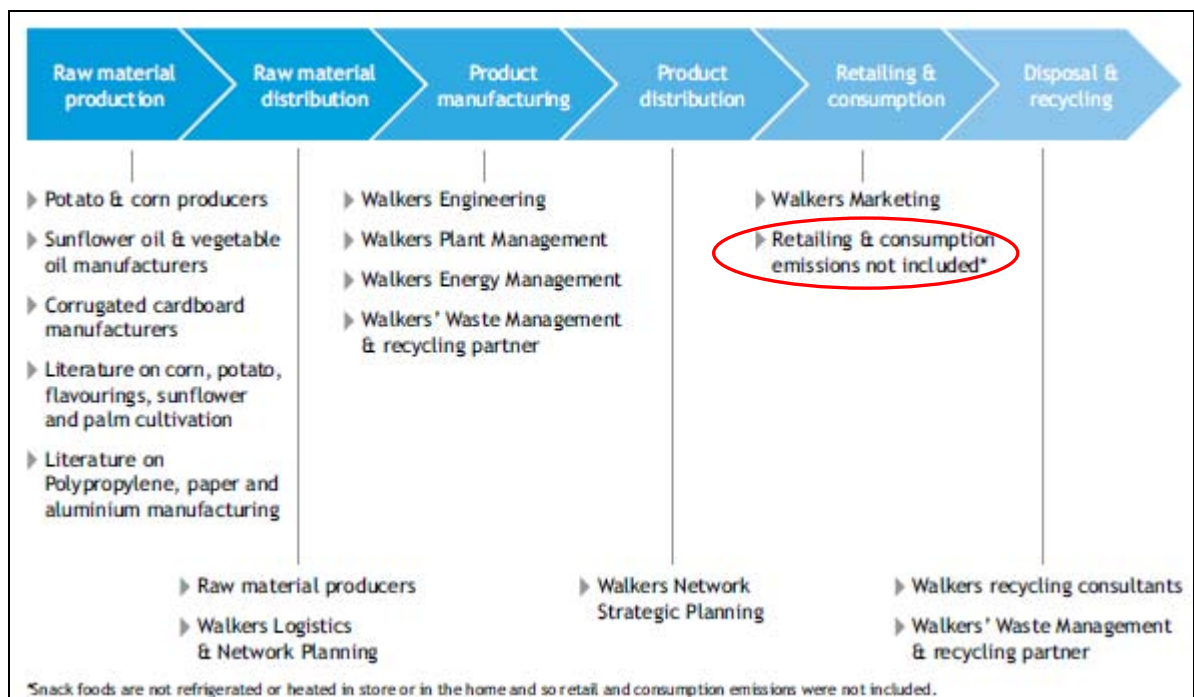 Raw material
production
Raw material
distribution
Product
manufacturing
Product
distribution
Retailing &
consumption
Disposal &
recycling
Potato & corn producers
Sunflower oil & vegetable
oil manufacturers
Corrugated cardboard
manufacturers
Literature on corn, potato,
flavourings, sunflower
and palm cultivation
Literature on
Polypropylene, paper and
aluminium manufacturing
Raw material producers
Walkers Logistics
& Network Planning
Walkers Engineering
Walkers Plant Management
Walkers Energy Management
Walkers' Waste Management
& recycling partner
Walkers Network
Strategic Planning
Walkers Marketing
Retailing & consumption
emissions not included*
Walkers recycling consultants
Walkers' Waste Management
& recycling partner
*Snack foods are not refrigerated or heated in store or in the home and so retail and consumption emissions were not included.